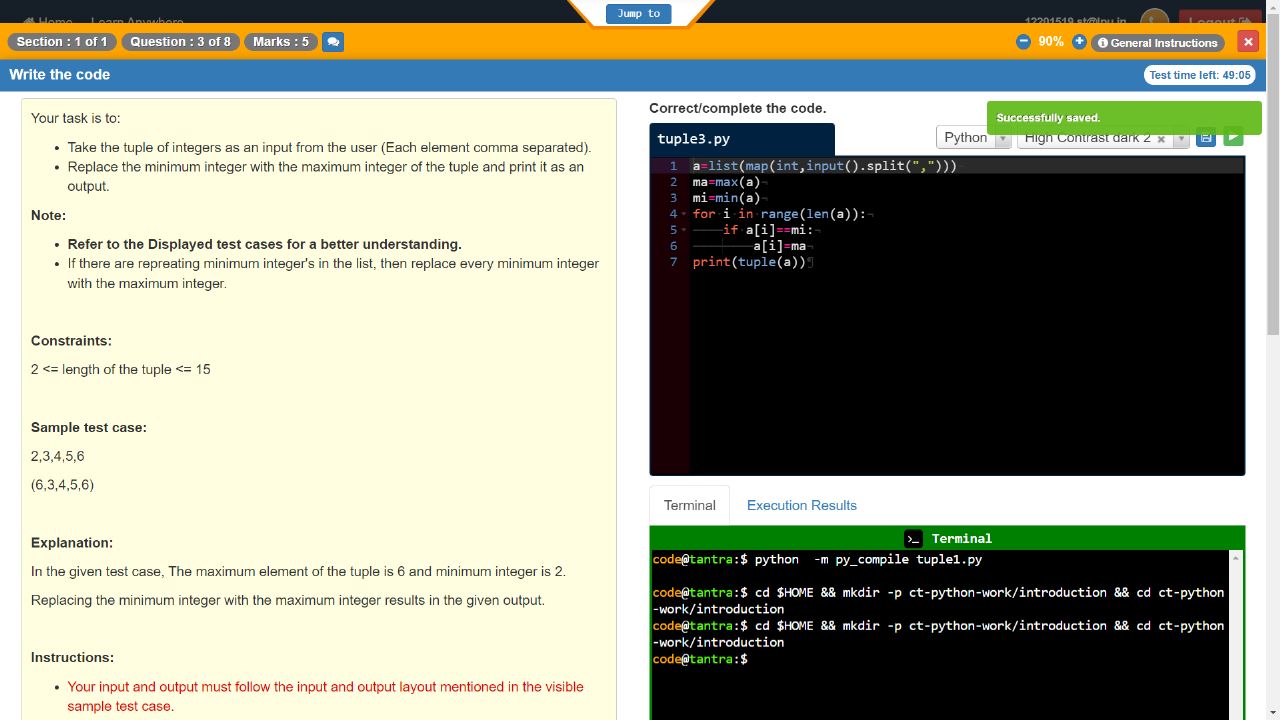 Jump to
Home Learn Anywhere
12201519.st@lpu.in
Logout
Section : 1 of 1 Question : 3 of 8 Marks : 5
90% General Instructions
Write the code
Test time left: 49:05
Your task is to:
Take the tuple of integers as an input from the user (Each element comma separated).
Replace the minimum integer with the maximum integer of the tuple and print it as an
output.
Note:
Refer to the Displayed test cases for a better understanding.
If there are repreating minimum integer's in the list, then replace every minimum integer
with the maximum integer.
Constraints:
2 <= length of the tuple <= 15
Sample test case:
2,3,4,5,6
(6,3,4,5,6)
Explanation:
In the given test case, The maximum element of the tuple is 6 and minimum integer is 2.
Replacing the minimum integer with the maximum integer results in the given output.
Instructions:
Your input and output must follow the input and output layout mentioned in the visible
sample test case.
Correct/complete the code.
Successfully saved.
tuple3.py
Python High Contrast dark 2
1 a=list(map(int,input().split(",")))
2 ma=max(a)
3 mi=min(a)
4 for i in range(len(a)):
5 if a[i]==mi:
6 a[i]=ma
7 print(tuple(a))
Terminal Execution Results
Terminal
code@tantra:$ python -m py_compile tuple1.py
code@tantra:$ cd $HOME && mkdir -p ct-python-work/introduction && cd ct-python
-work/introduction
code@tantra:$ cd $HOME && mkdir -p ct-python-work/introduction && cd ct-python
-work/introduction
code@tantra:$